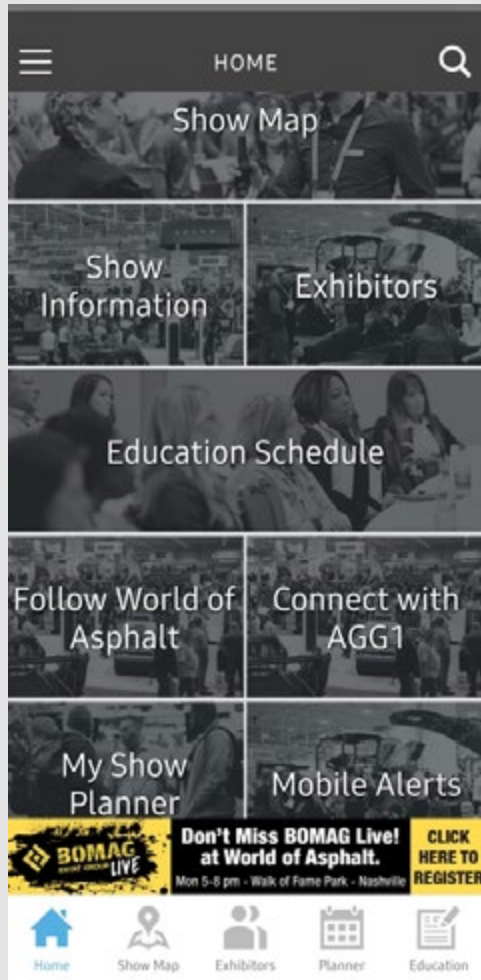 HOME
Show Map
Show
Information
Exhibitors
Education Schedule
Follow World of
Asphalt
Connect with
AGG1
My Show
Planner
Mobile Alerts
BOMAG
LIVE
Don't Miss BOMAG Live!
at World of Asphalt.
Mon 5-8 pm - Walk of Fame Park - Nashville
CLICK
HERE TO
REGISTER
Home
Show Map
Exhibitors
Planner
Education